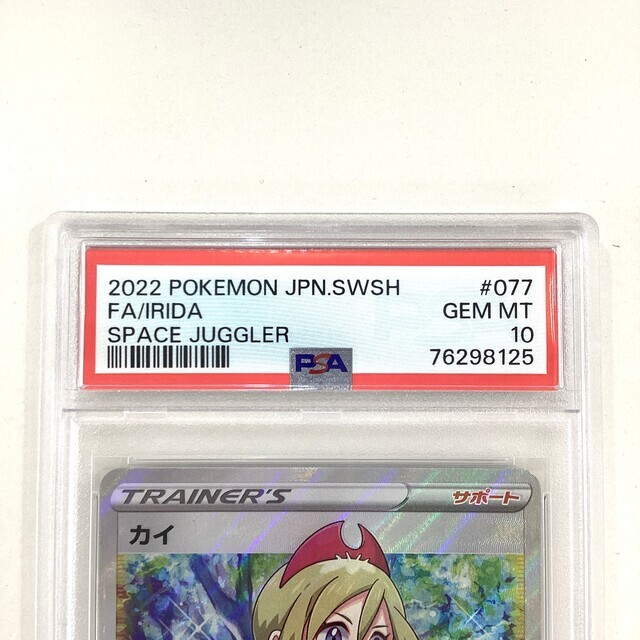 2022 POKEMON JPN.SWSH #077
FA/IRIDA GEM MT
SPACE JUGGLER 10
PSA 76298125
TRAINER'S サポート
カイ